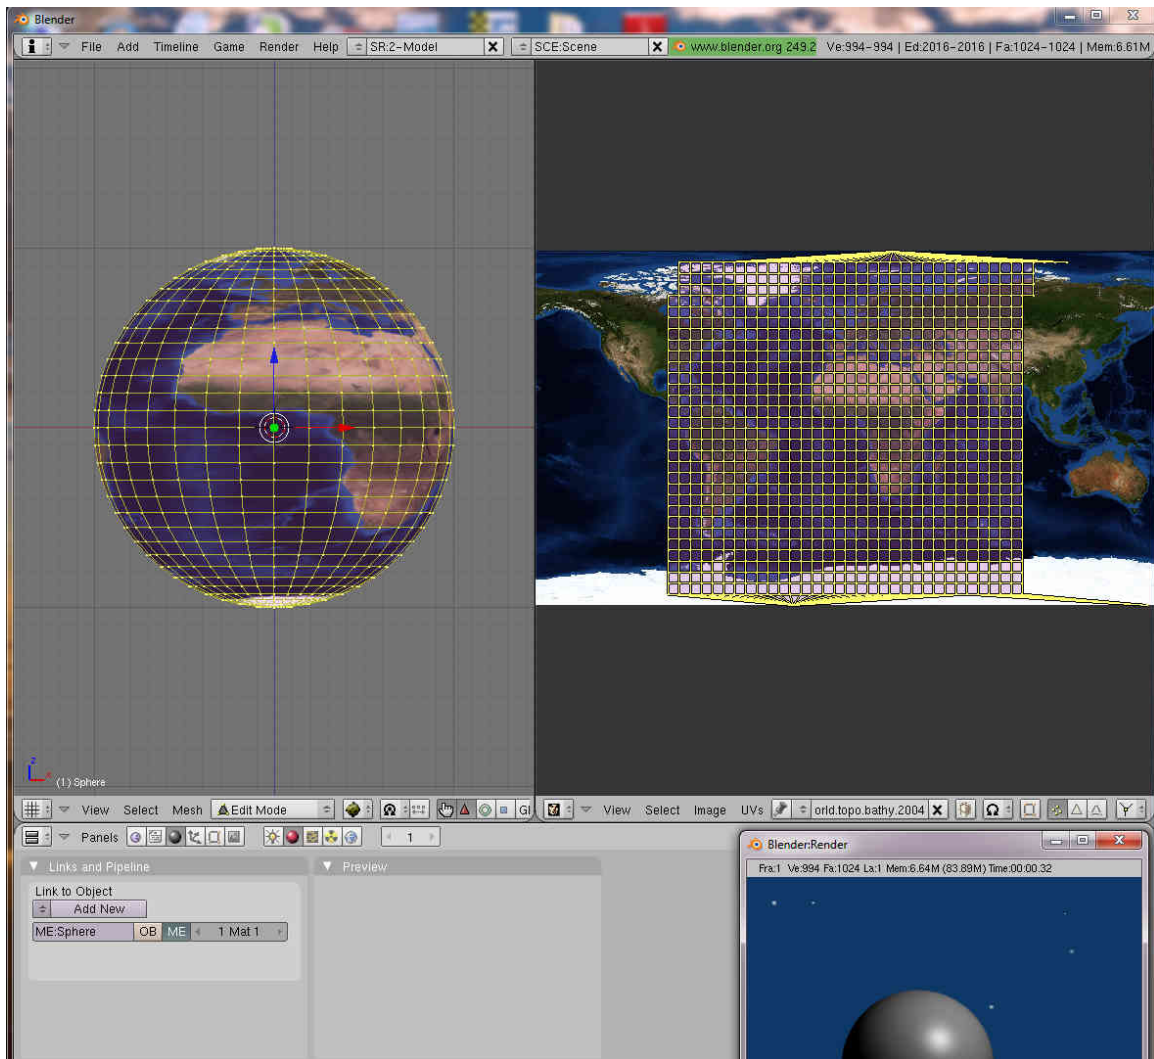 Blender
File Add Timeline Game Render Help SR:2-Model X SCE:Scene X www.blender.org 249.2 Ve:994-994 | Ed:2016-2016 | Fa:1024-1024 | Mem:6.61M
z
x
(1) Sphere
View Select Mesh Edit Mode Gl
View Select Image UVs orld.topo.bathy.2004 X
Panels 1
Links and Pipeline
Preview
Link to Object
Add New
ME:Sphere OB ME 1 Mat 1
Blender:Render
Fra:1 Ve:994 Fa:1024 La:1 Mem:6.64M (83.89M) Time:00:00.32